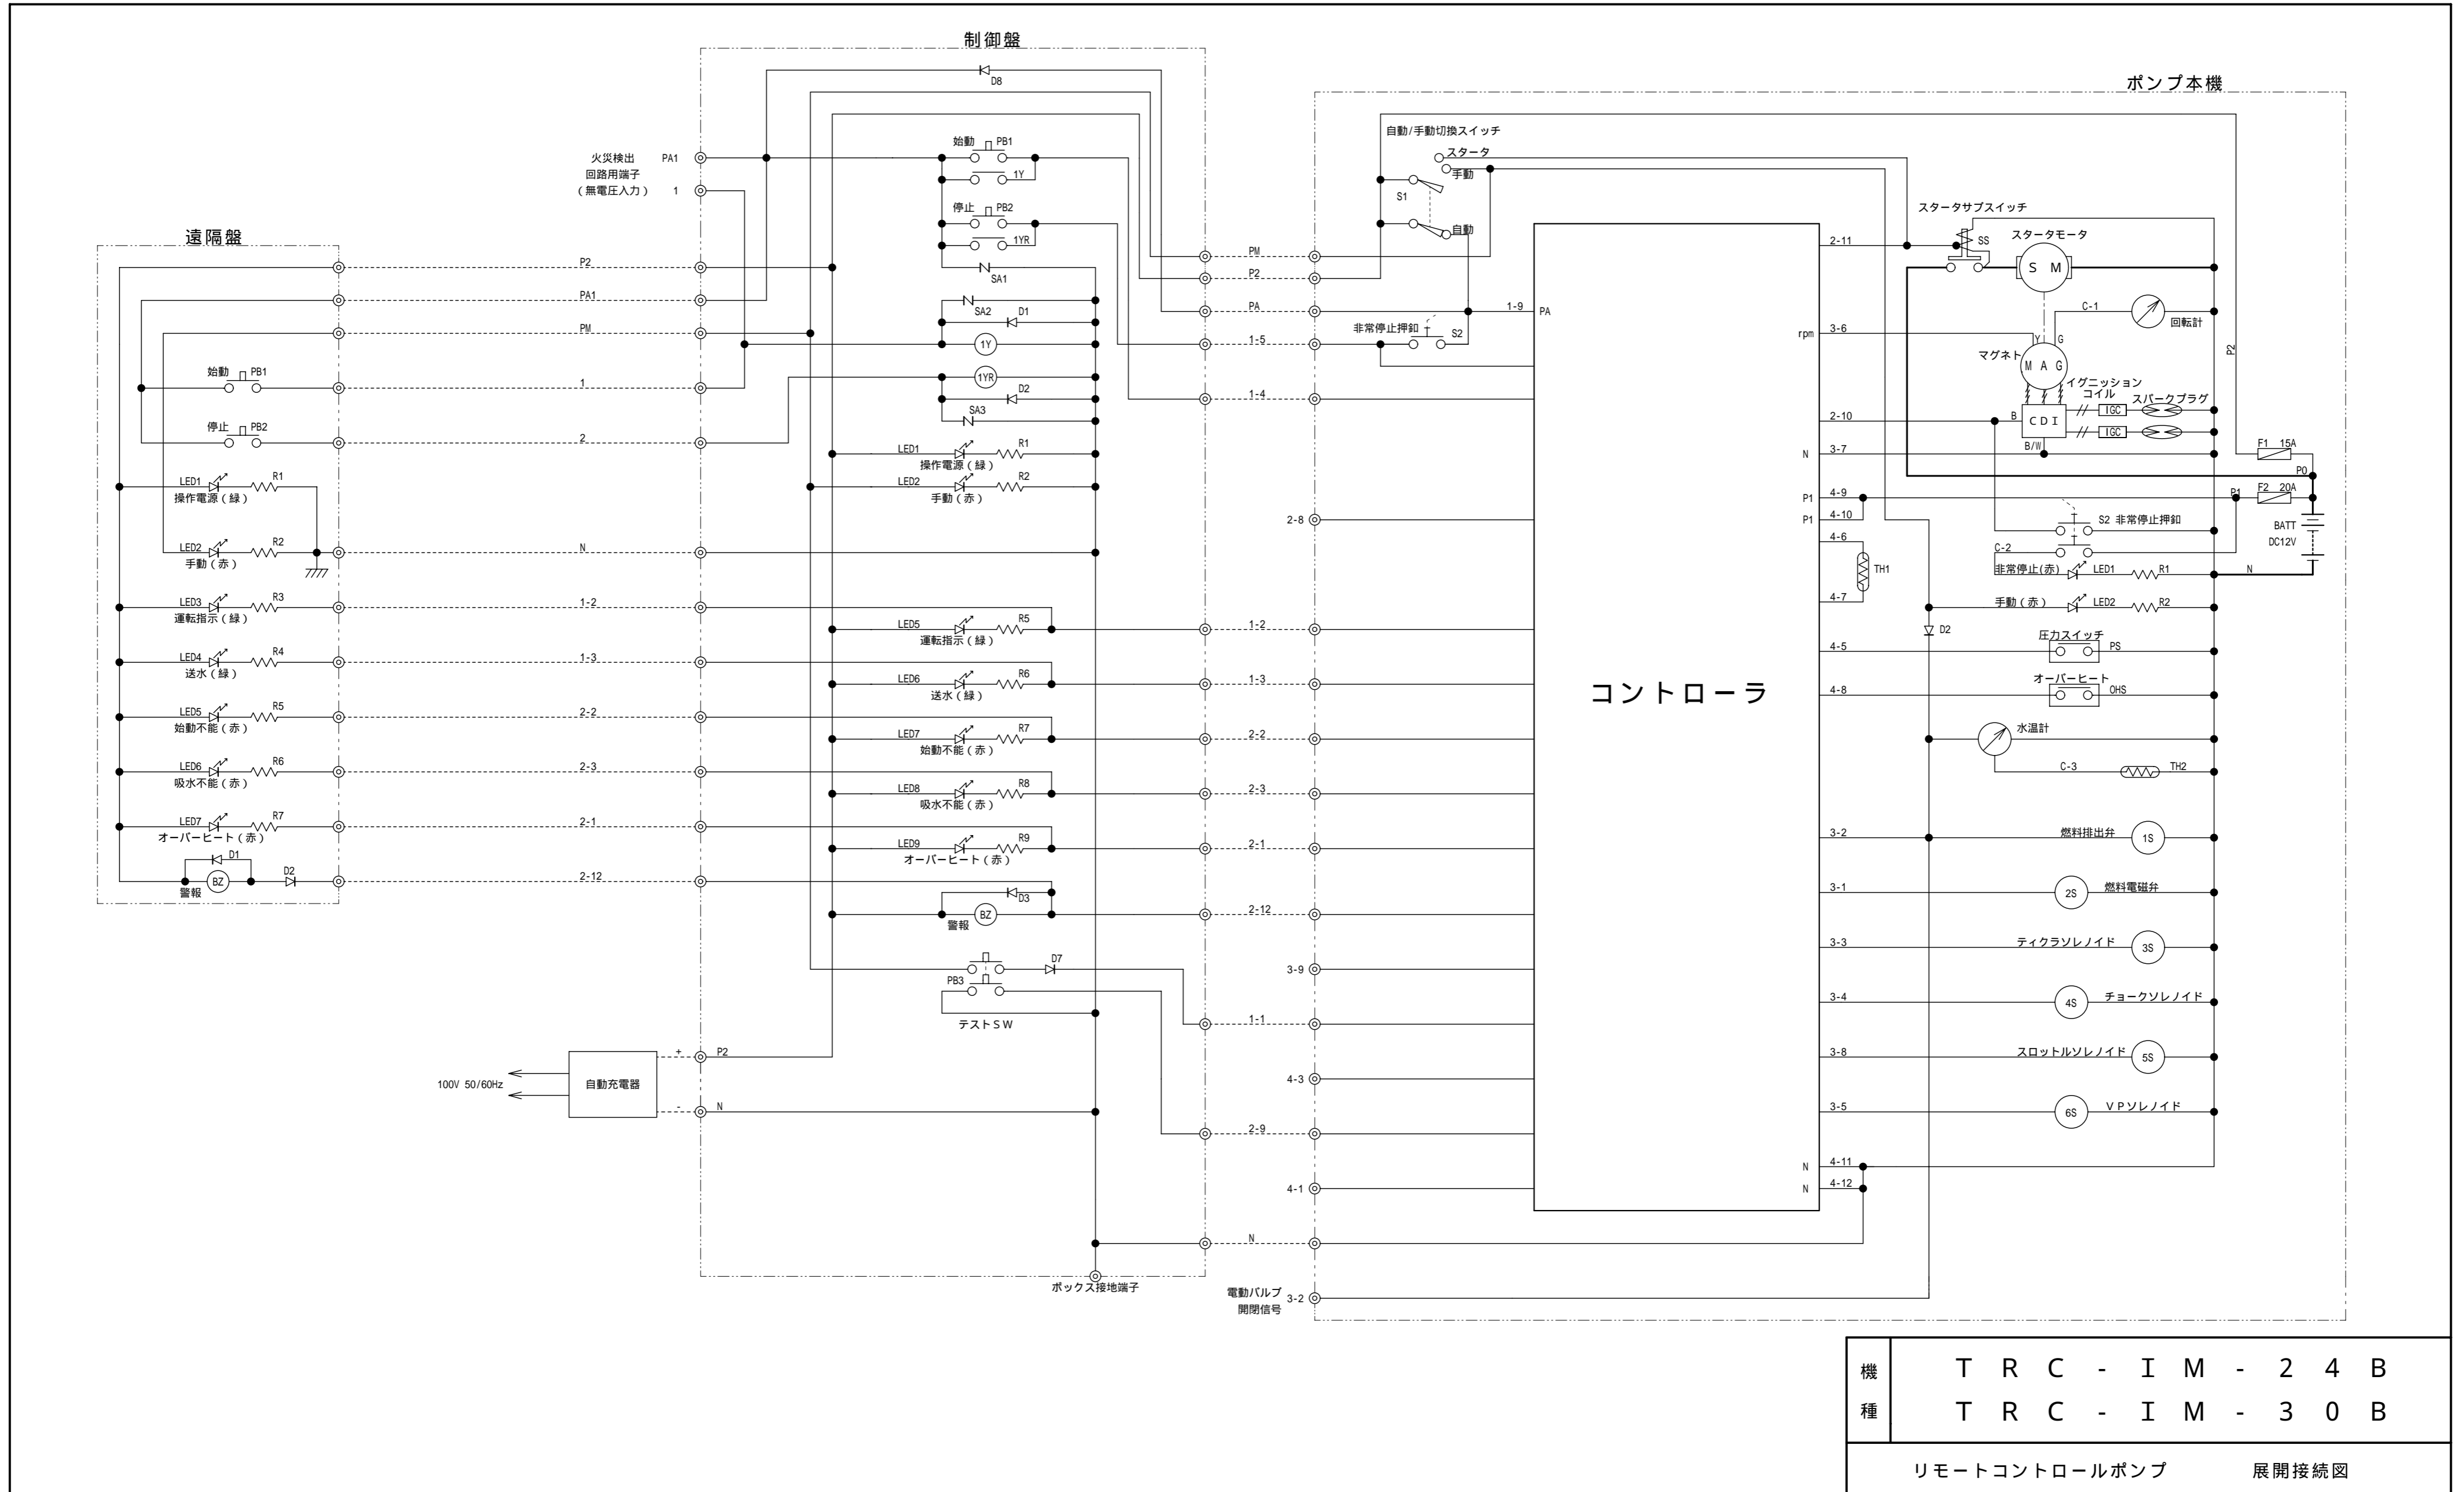 制御盤
ポンプ本機
遠隔盤
火災検出
回路用端子
(無電圧入力)
PA1
1
D8
始動
PB1
1Y
停止
PB2
1YR
SA1
SA2
D1
1Y
1YR
D2
SA3
LED1
R1
操作電源(緑)
LED2
R2
手動(赤)
P2
PA1
PM
始動
PB1
1
停止
PB2
2
LED1
R1
操作電源(緑)
LED2
R2
手動(赤)
N
LED3
R3
運転指示(緑)
1-2
LED4
R4
送水(緑)
1-3
LED5
R5
始動不能(赤)
2-2
LED6
R6
吸水不能(赤)
2-3
LED7
R7
オーバーヒート(赤)
2-1
D1
BZ
D2
警報
2-12
LED5
R5
運転指示(緑)
LED6
R6
送水(緑)
LED7
R7
始動不能(赤)
LED8
R8
吸水不能(赤)
LED9
R9
オーバーヒート(赤)
D3
BZ
警報
PB3
D7
テストSW
100V 50/60Hz
自動充電器
+
P2
-
N
ボックス接地端子
PM
P2
PA
1-5
1-4
2-8
1-2
1-3
2-2
2-3
2-1
2-12
3-9
1-1
4-3
2-9
4-1
N
電動バルブ
開閉信号
3-2
自動/手動切換スイッチ
スタータ
手動
S1
自動
非常停止押釦
S2
1-9
PA
コントローラ
2-11
rpm
3-6
2-10
N
3-7
P1
4-9
P1
4-10
4-6
TH1
4-7
4-5
4-8
3-2
3-1
3-3
3-4
3-8
3-5
N
4-11
N
4-12
スタータサブスイッチ
SS
スタータモータ
S M
C-1
回転計
Y
G
マグネト
MAG
イグニッション
コイル
スパークプラグ
B
CDI
IGC
IGC
B/W
P2
F1 15A
P0
P1
F2 20A
BATT
DC12V
N
S2 非常停止押釦
C-2
非常停止(赤)
LED1
R1
手動(赤)
LED2
R2
D2
圧力スイッチ
PS
オーバーヒート
OHS
水温計
C-3
TH2
燃料排出弁
1S
2S
燃料電磁弁
ティクラソレノイド
3S
4S
チョークソレノイド
スロットルソレノイド
5S
6S
VPソレノイド
機種
TRC-IM-24B
TRC-IM-30B
リモートコントロールポンプ 展開接続図